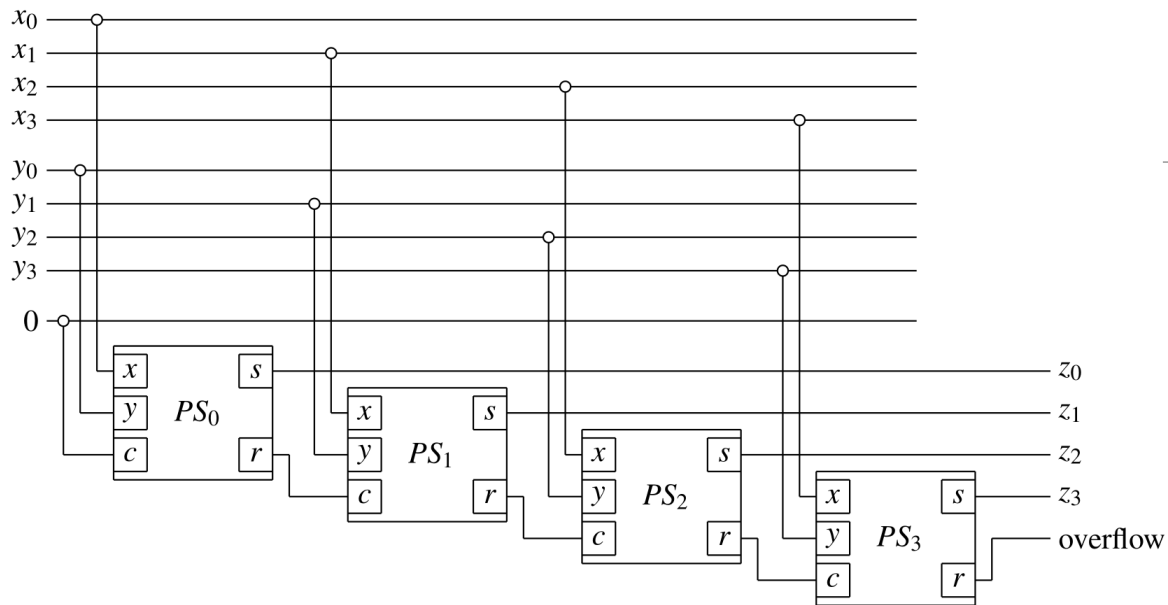 x₀
x₁
x₂
x₃
y₀
y₁
y₂
y₃
0
x s z₀
y PS₀ x s z₁
c r y PS₁ x s z₂
c r y PS₂ x s z₃
c r y PS₃ overflow
c r